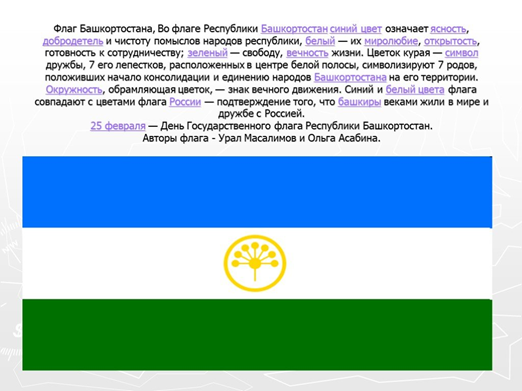 Флаг Башкортостана, Во флаге Республики Башкортостан синий цвет означает ясность,
добродетель и чистоту помыслов народов республики, белый — их миролюбие, открытость,
готовность к сотрудничеству; зеленый — свободу, вечность жизни. Цветок курая — символ
дружбы, 7 его лепестков, расположенных в центре белой полосы, символизируют 7 родов,
положивших начало консолидации и единению народов Башкортостана на его территории.
Окружность, обрамляющая цветок, — знак вечного движения. Синий и белый цвета флага
совпадают с цветами флага России — подтверждение того, что башкиры веками жили в мире и
дружбе с Россией.
25 февраля — День Государственного флага Республики Башкортостан.
Авторы флага - Урал Масалимов и Ольга Асабина.